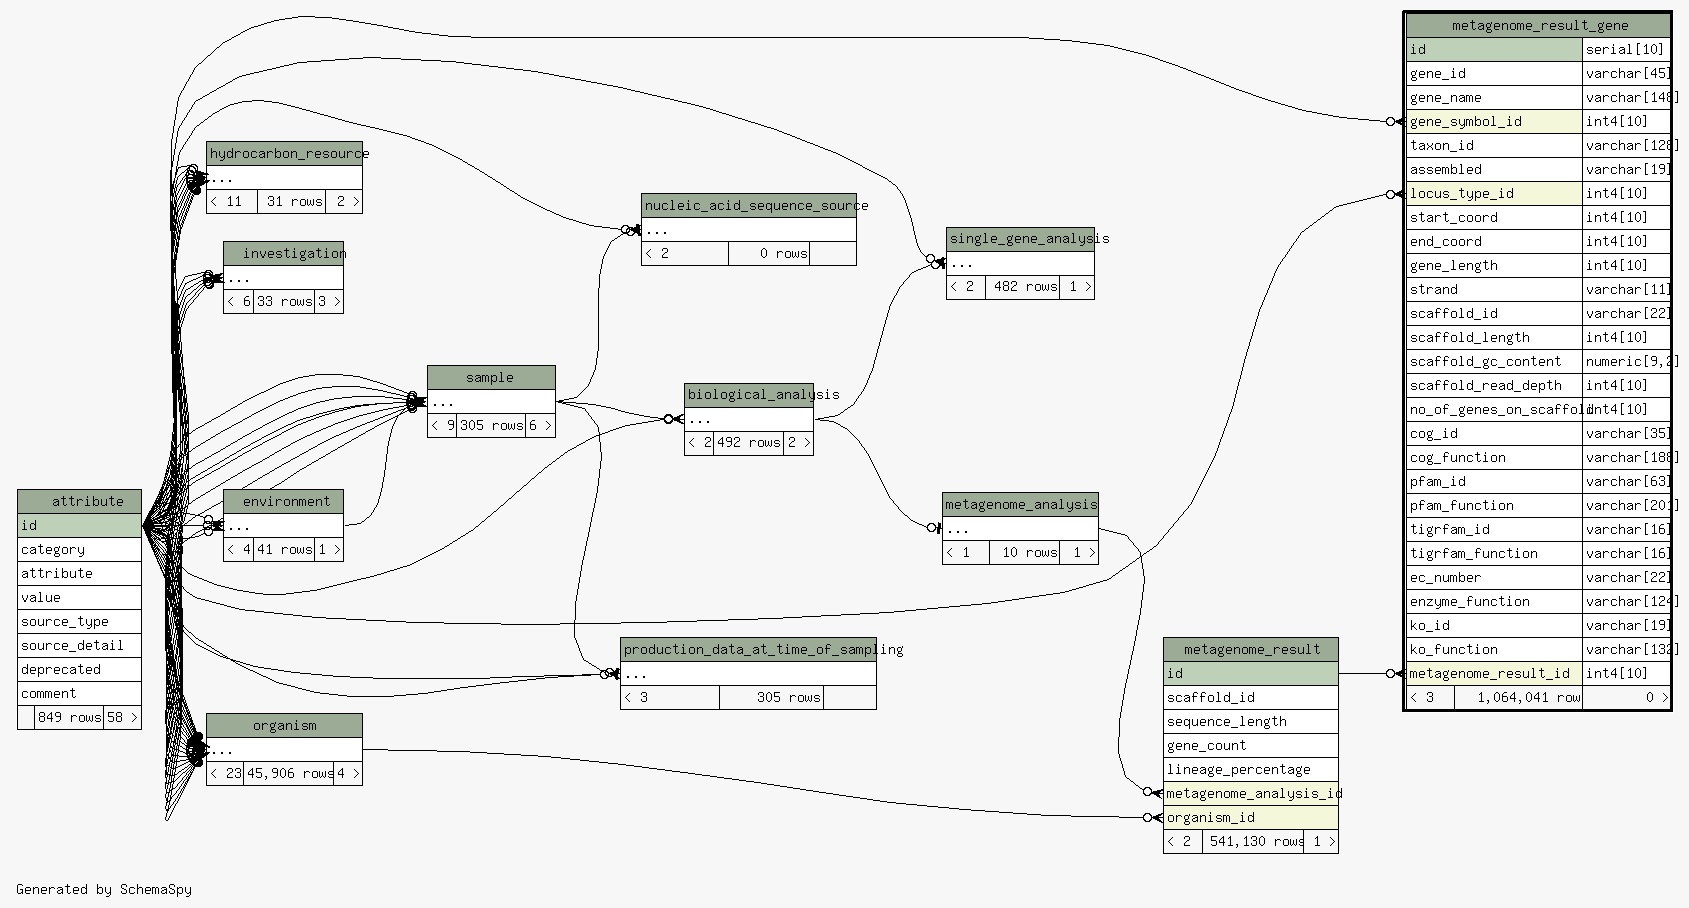 metagenome_result_gene
id serial[10]
gene_id varchar[45]
gene_name varchar[148]
gene_symbol_id int4[10]
taxon_id varchar[128]
assembled varchar[19]
locus_type_id int4[10]
start_coord int4[10]
end_coord int4[10]
gene_length int4[10]
strand varchar[11]
scaffold_id varchar[22]
scaffold_length int4[10]
scaffold_gc_content numeric[9,2]
scaffold_read_depth int4[10]
no_of_genes_on_scaffold int4[10]
cog_id varchar[35]
cog_function varchar[188]
pfam_id varchar[63]
pfam_function varchar[201]
tigrfam_id varchar[16]
tigrfam_function varchar[16]
ec_number varchar[22]
enzyme_function varchar[124]
ko_id varchar[19]
ko_function varchar[132]
metagenome_result_id int4[10]
< 3 1,064,041 row 0 >
hydrocarbon_resource
...
< 11 31 rows 2 >
nucleic_acid_sequence_source
...
< 2 0 rows
single_gene_analysis
...
< 2 482 rows 1 >
investigation
...
< 6 33 rows 3 >
sample
...
< 9 305 rows 6 >
biological_analysis
...
< 2 492 rows 2 >
attribute
id
category
attribute
value
source_type
source_detail
deprecated
comment
849 rows 58 >
environment
...
< 4 41 rows 1 >
metagenome_analysis
...
< 1 10 rows 1 >
production_data_at_time_of_sampling
...
< 3 305 rows
metagenome_result
id
scaffold_id
sequence_length
gene_count
lineage_percentage
metagenome_analysis_id
organism_id
< 2 541,130 rows 1 >
organism
...
< 23 45,906 rows 4 >
Generated by SchemaSpy